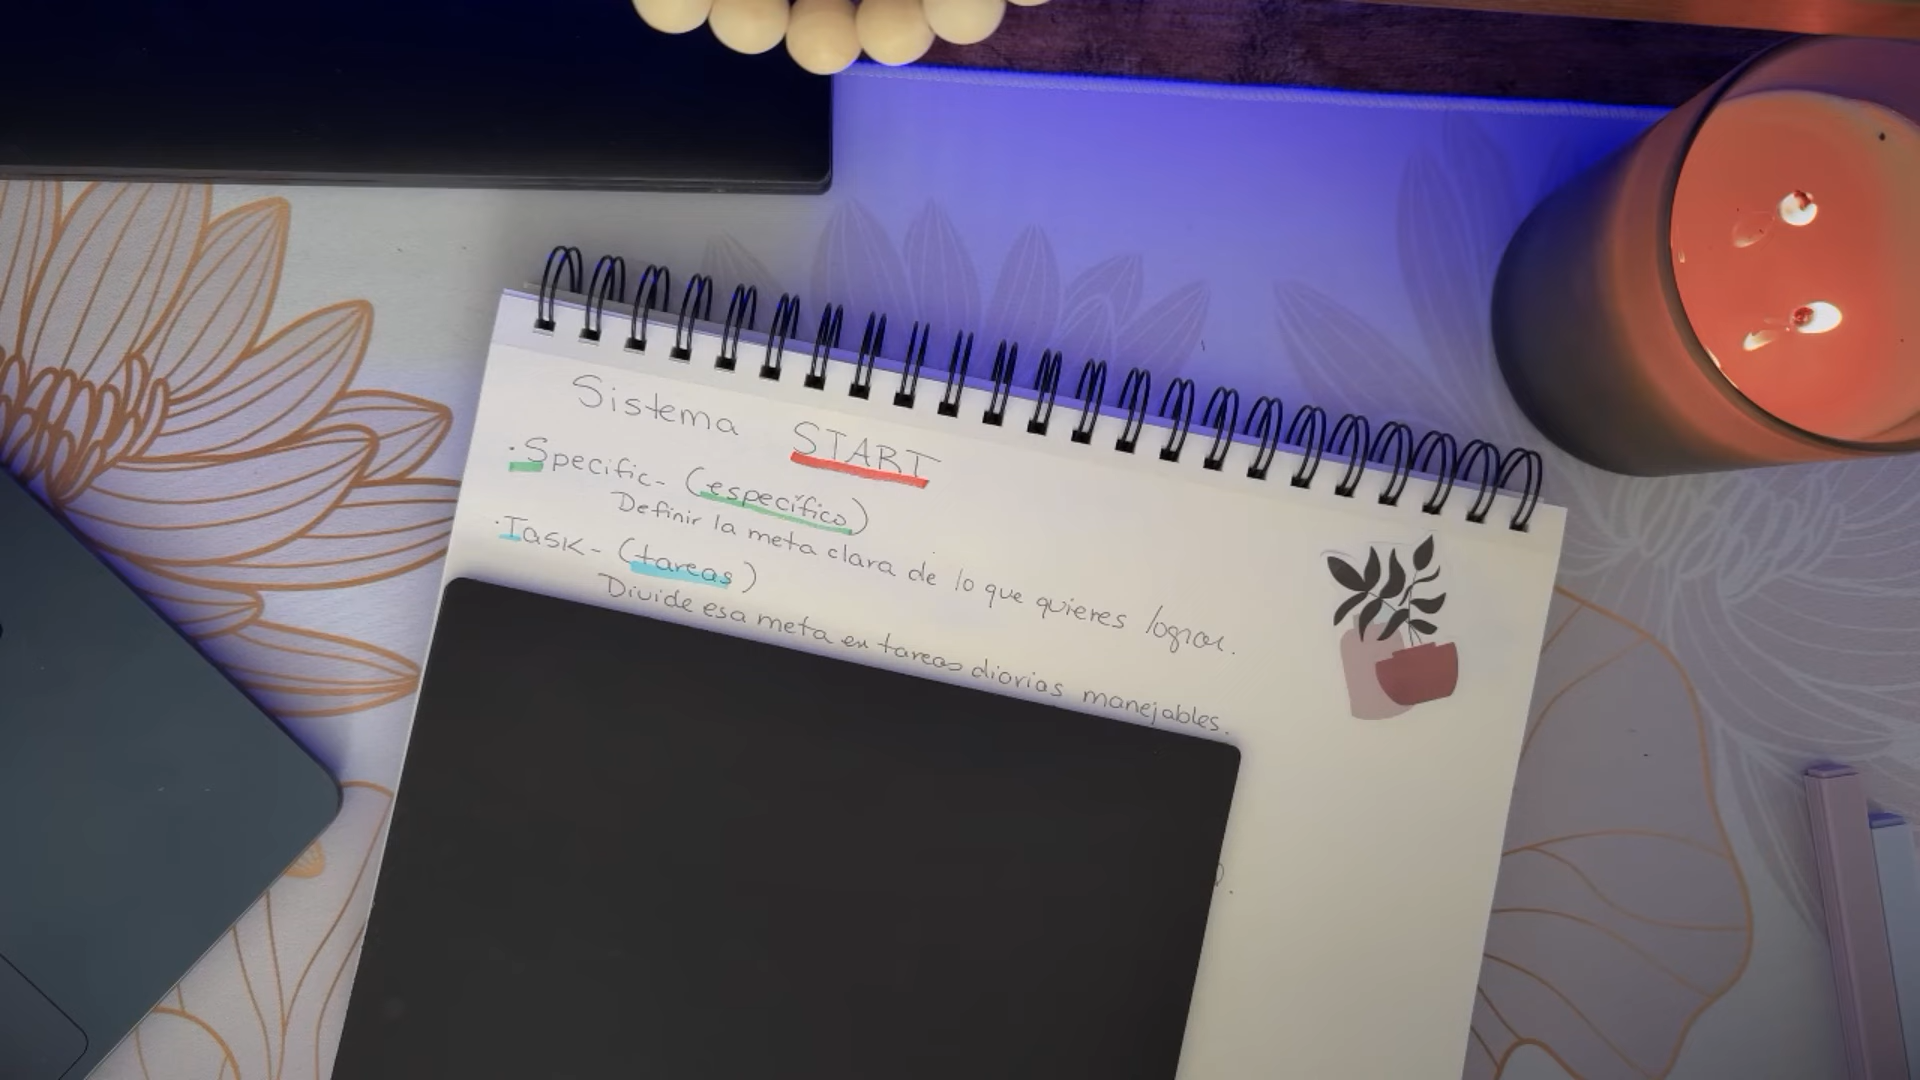 Sistema START
·Specific- (específico)
Definir la meta clara de lo que quieres lograr.
·Task- (tareas)
Divide esa meta en tareas diarias manejables.